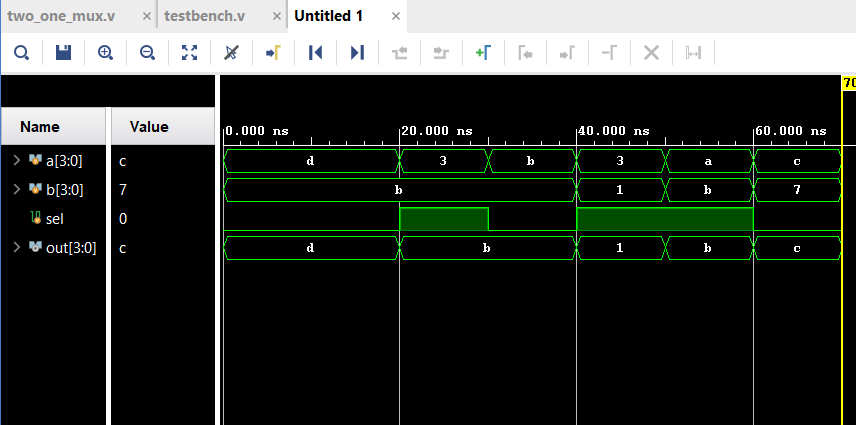 two_one_mux.v × testbench.v × Untitled 1 ×
70
Name Value 0.000 ns 20.000 ns 40.000 ns 60.000 ns
a[3:0] c d 3 b 3 a c
b[3:0] 7 b 1 b 7
sel 0
out[3:0] c d b 1 b c